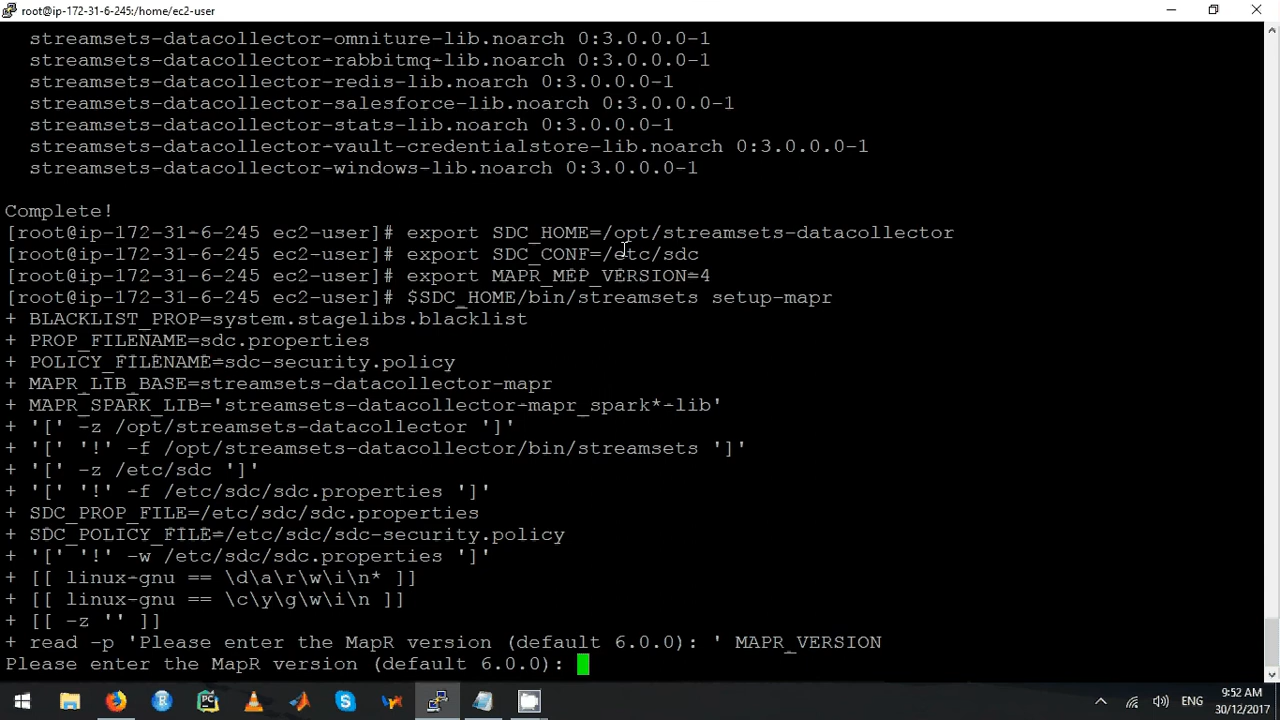 root@ip-172-31-6-245:/home/ec2-user
streamsets-datacollector-omniture-lib.noarch 0:3.0.0.0-1
streamsets-datacollector-rabbitmq-lib.noarch 0:3.0.0.0-1
streamsets-datacollector-redis-lib.noarch 0:3.0.0.0-1
streamsets-datacollector-salesforce-lib.noarch 0:3.0.0.0-1
streamsets-datacollector-stats-lib.noarch 0:3.0.0.0-1
streamsets-datacollector-vault-credentialstore-lib.noarch 0:3.0.0.0-1
streamsets-datacollector-windows-lib.noarch 0:3.0.0.0-1
Complete!
[root@ip-172-31-6-245 ec2-user]# export SDC_HOME=/opt/streamsets-datacollector
[root@ip-172-31-6-245 ec2-user]# export SDC_CONF=/etc/sdc
[root@ip-172-31-6-245 ec2-user]# export MAPR_MEP_VERSION=4
[root@ip-172-31-6-245 ec2-user]# $SDC_HOME/bin/streamsets setup-mapr
+ BLACKLIST_PROP=system.stagelibs.blacklist
+ PROP_FILENAME=sdc.properties
+ POLICY_FILENAME=sdc-security.policy
+ MAPR_LIB_BASE=streamsets-datacollector-mapr
+ MAPR_SPARK_LIB='streamsets-datacollector-mapr_spark*-lib'
+ '[' -z /opt/streamsets-datacollector ']'
+ '[' '!' -f /opt/streamsets-datacollector/bin/streamsets ']'
+ '[' -z /etc/sdc ']'
+ '[' '!' -f /etc/sdc/sdc.properties ']'
+ SDC_PROP_FILE=/etc/sdc/sdc.properties
+ SDC_POLICY_FILE=/etc/sdc/sdc-security.policy
+ '[' '!' -w /etc/sdc/sdc.properties ']'
+ [[ linux-gnu == \d\a\r\w\i\n* ]]
+ [[ linux-gnu == \c\y\g\w\i\n ]]
+ [[ -z '' ]]
+ read -p 'Please enter the MapR version (default 6.0.0): ' MAPR_VERSION
Please enter the MapR version (default 6.0.0):
ENG
9:52 AM
30/12/2017